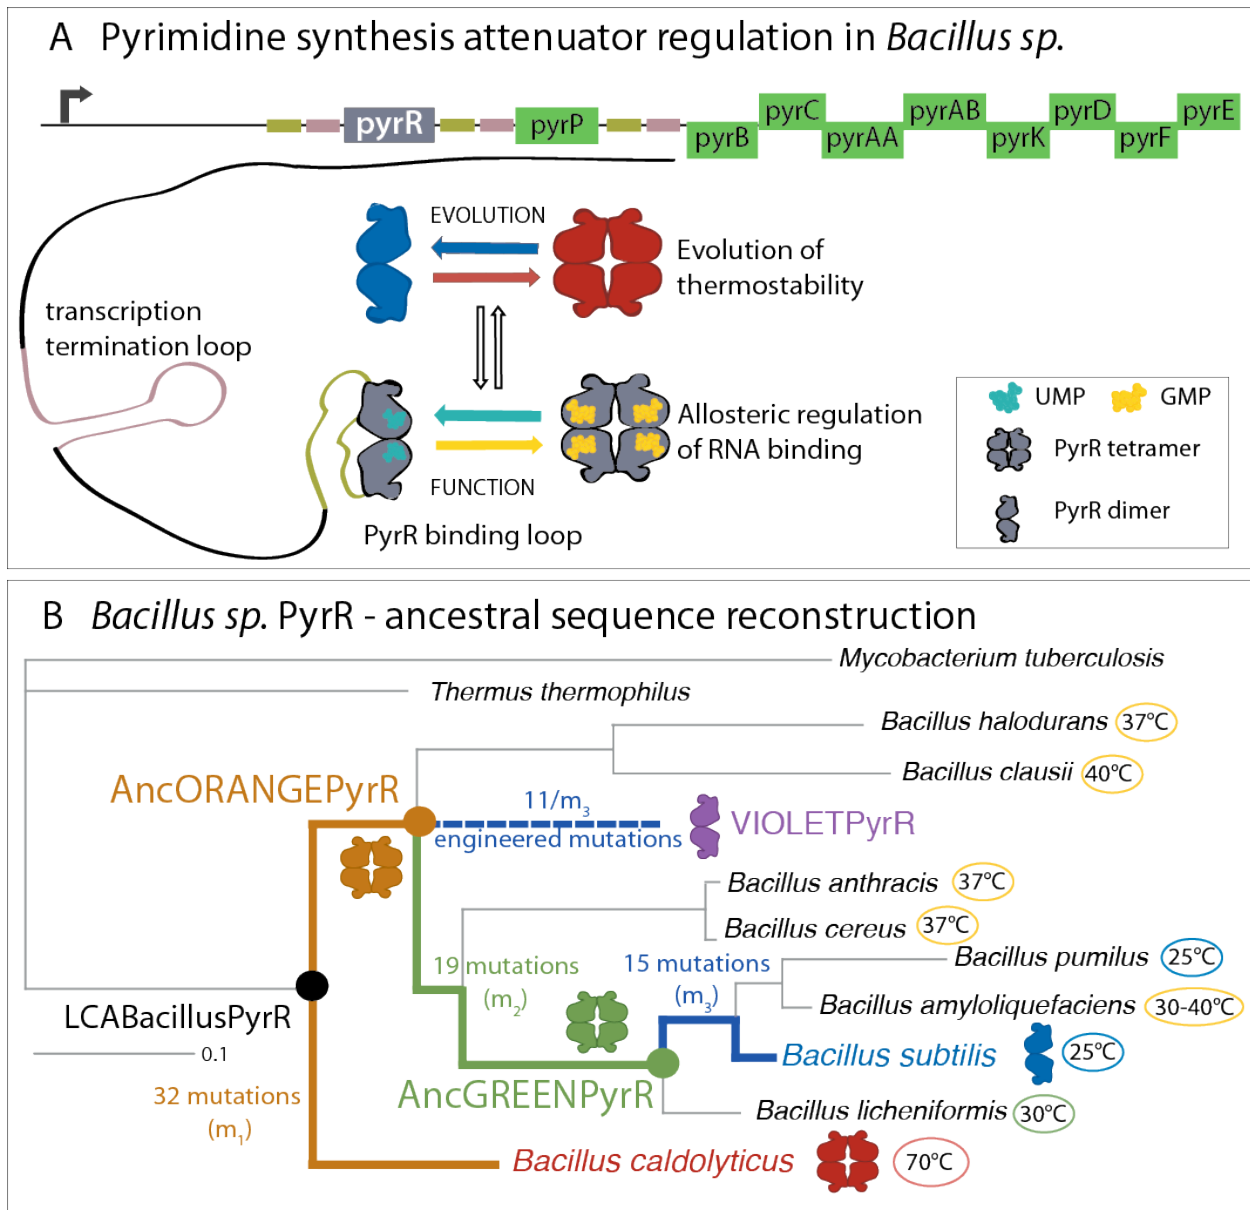 A Pyrimidine synthesis attenuator regulation in Bacillus sp.
pyrR
pyrP
pyrB
pyrC
pyrAA
pyrAB
pyrK
pyrD
pyrF
pyrE
EVOLUTION
Evolution of
thermostability
transcription
termination loop
UMP
GMP
Allosteric regulation
of RNA binding
PyrR tetramer
FUNCTION
PyrR dimer
PyrR binding loop
B Bacillus sp. PyrR - ancestral sequence reconstruction
Mycobacterium tuberculosis
Thermus thermophilus
Bacillus halodurans 37°C
Bacillus clausii 40°C
AncORANGEPyrR
11/m3
engineered mutations
VIOLETPyrR
Bacillus anthracis 37°C
Bacillus cereus 37°C
19 mutations
(m2)
15 mutations
(m3)
Bacillus pumilus 25°C
Bacillus amyloliquefaciens 30-40°C
LCABacillusPyrR
0.1
Bacillus subtilis 25°C
AncGREENPyrR
32 mutations
(m1)
Bacillus licheniformis 30°C
Bacillus caldolyticus 70°C